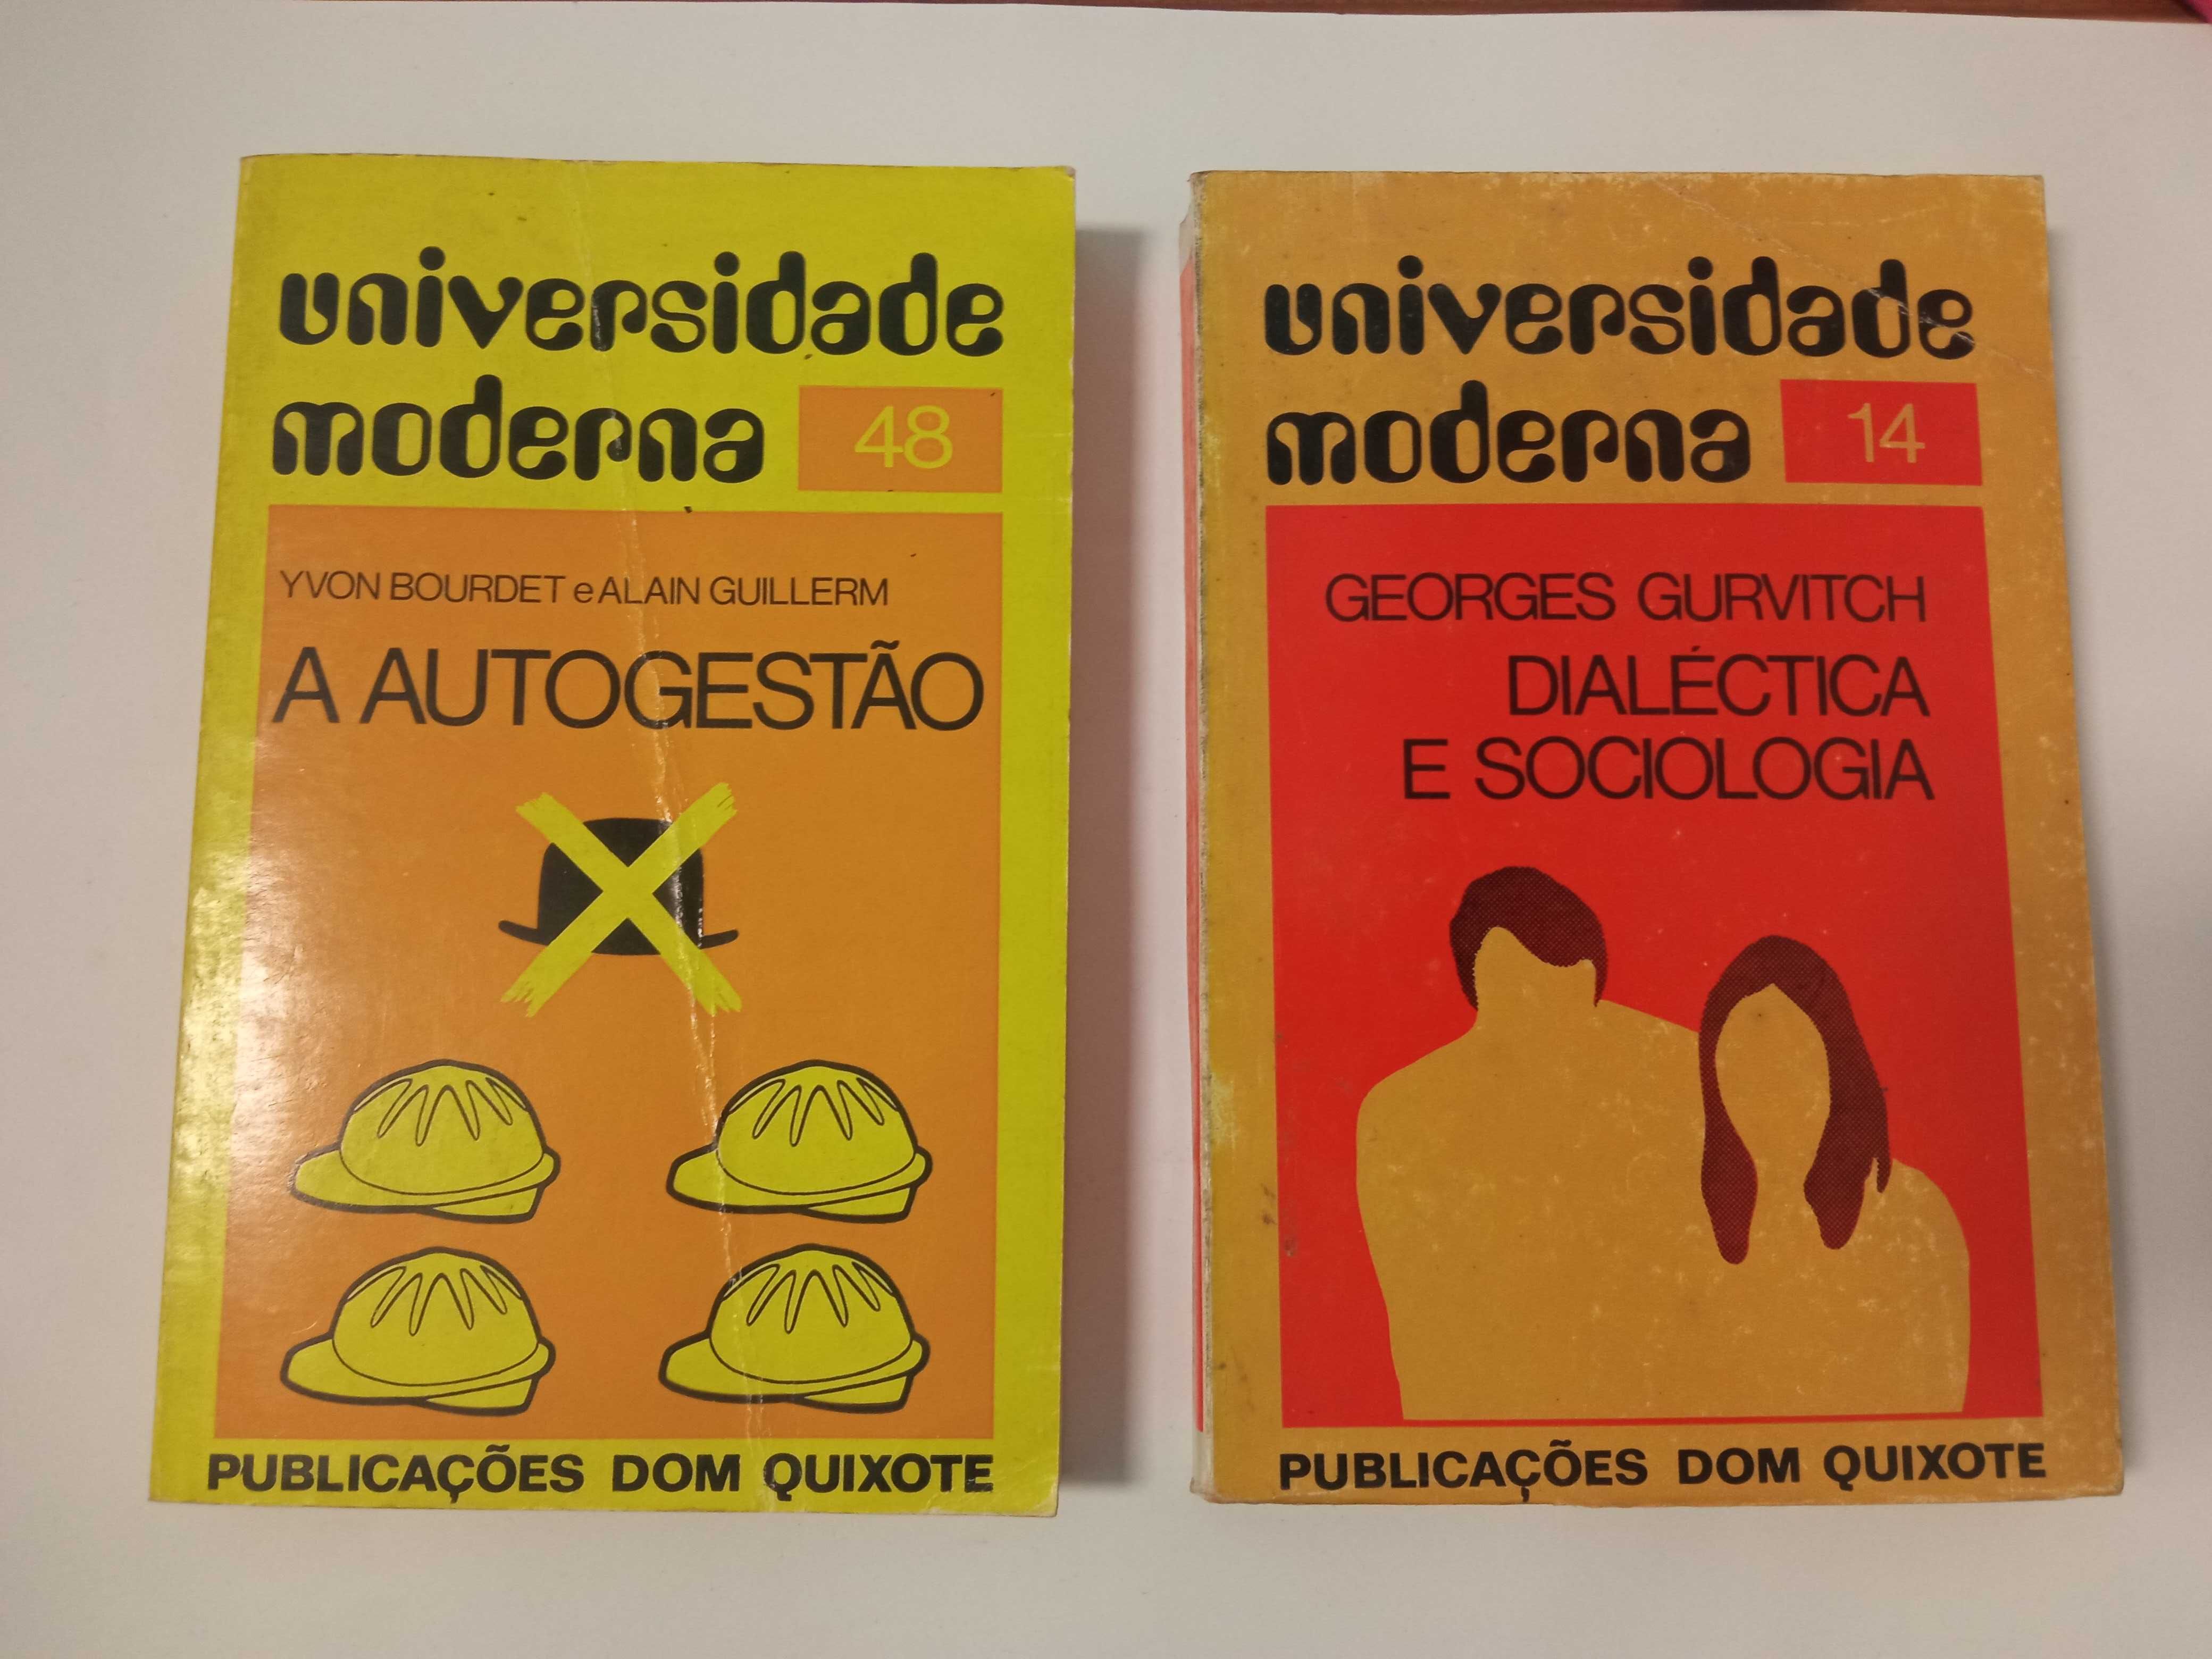 universidade
moderna 48
YVON BOURDET e ALAIN GUILLERM
A AUTOGESTÃO
PUBLICAÇÕES DOM QUIXOTE
universidade
moderna 14
GEORGES GURVITCH
DIALÉCTICA
E SOCIOLOGIA
PUBLICAÇÕES DOM QUIXOTE